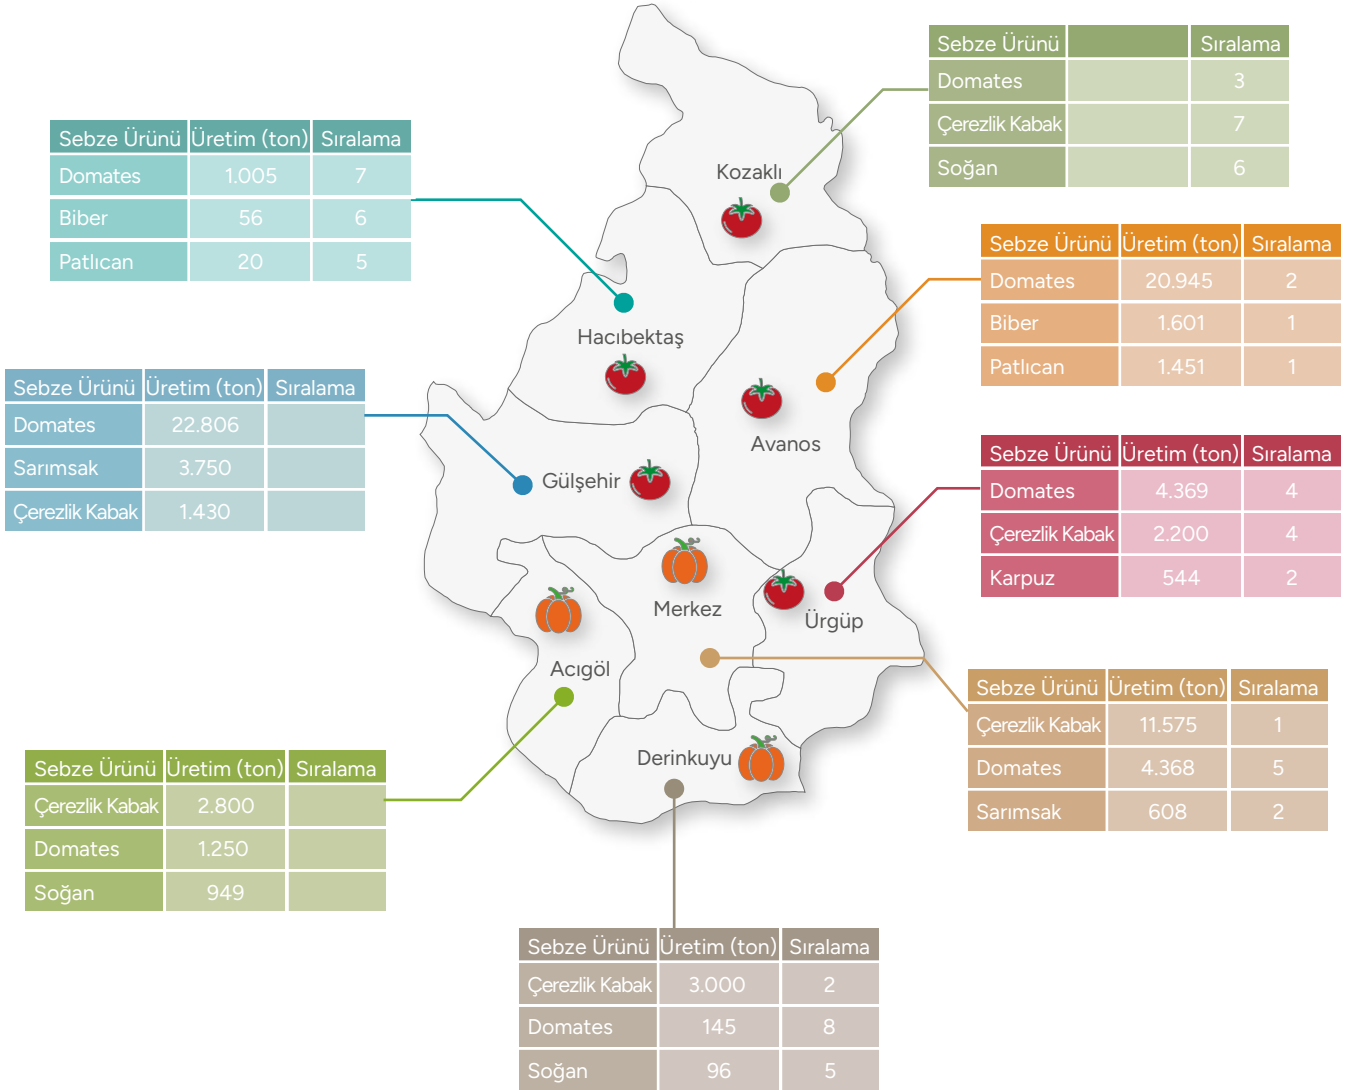 Sebze Ürünü Sıralama
Domates 3
Çerezlik Kabak 7
Soğan 6
Sebze Ürünü Üretim (ton) Sıralama
Domates 1.005 7
Biber 56 6
Patlıcan 20 5
Kozaklı
Sebze Ürünü Üretim (ton) Sıralama
Domates 20.945 2
Biber 1.601 1
Patlıcan 1.451 1
Hacıbektaş
Sebze Ürünü Üretim (ton) Sıralama
Domates 22.806
Sarımsak 3.750
Çerezlik Kabak 1.430
Avanos
Gülşehir
Sebze Ürünü Üretim (ton) Sıralama
Domates 4.369 4
Çerezlik Kabak 2.200 4
Karpuz 544 2
Merkez
Ürgüp
Acıgöl
Sebze Ürünü Üretim (ton) Sıralama
Çerezlik Kabak 11.575 1
Domates 4.368 5
Sarımsak 608 2
Derinkuyu
Sebze Ürünü Üretim (ton) Sıralama
Çerezlik Kabak 2.800
Domates 1.250
Soğan 949
Sebze Ürünü Üretim (ton) Sıralama
Çerezlik Kabak 3.000 2
Domates 145 8
Soğan 96 5